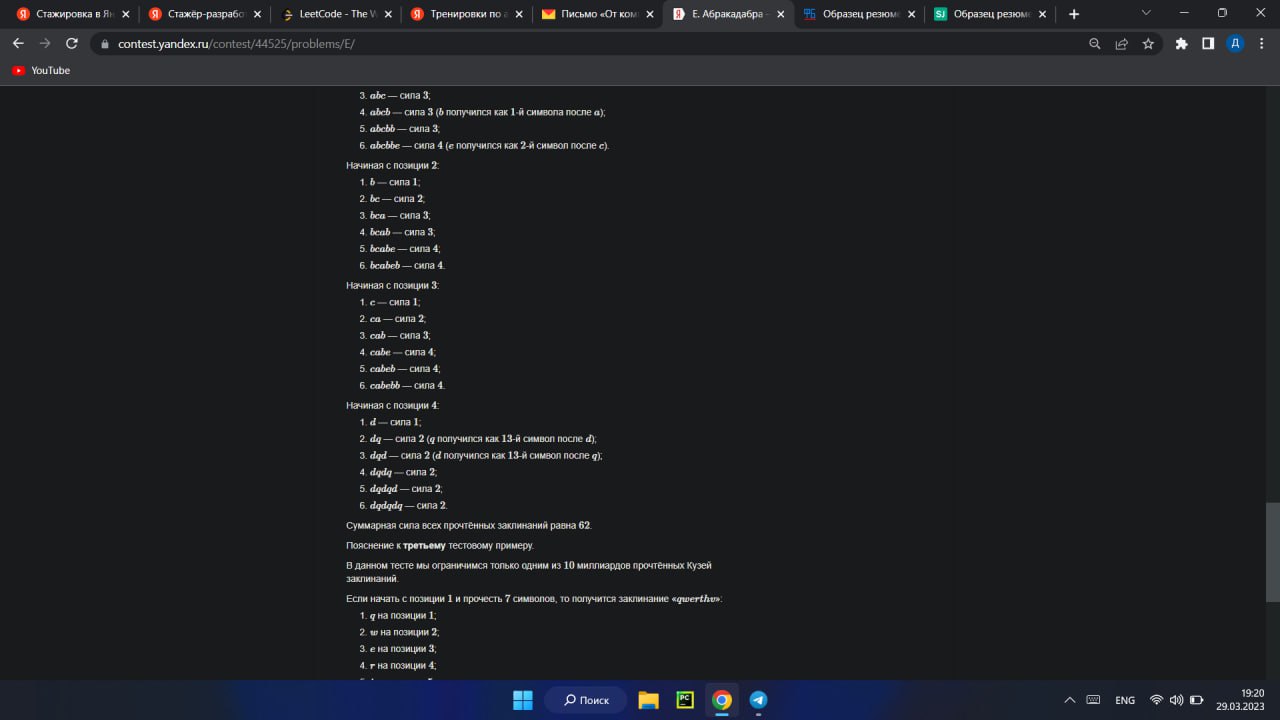 Стажировка в Ян
Стажёр-разрабо
LeetCode - The W
Тренировки по а
Письмо «От ком
E. Абракадабра –
Образец резюме
Образец резюме
contest.yandex.ru/contest/44525/problems/E/
Д
YouTube
3. abc — сила 3;
4. abcb — сила 3 (b получился как 1-й символа после a);
5. abcbb — сила 3;
6. abcbbe — сила 4 (e получился как 2-й символ после c).
Начиная с позиции 2:
1. b — сила 1;
2. bc — сила 2;
3. bca — сила 3;
4. bcab — сила 3;
5. bcabe — сила 4;
6. bcabeb — сила 4.
Начиная с позиции 3:
1. c — сила 1;
2. ca — сила 2;
3. cab — сила 3;
4. cabe — сила 4;
5. cabeb — сила 4;
6. cabebb — сила 4.
Начиная с позиции 4:
1. d — сила 1;
2. dq — сила 2 (q получился как 13-й символ после d);
3. dqd — сила 2 (d получился как 13-й символ после q);
4. dqdq — сила 2;
5. dqdqd — сила 2;
6. dqdqdq — сила 2.
Суммарная сила всех прочтённых заклинаний равна 62.
Пояснение к третьему тестовому примеру.
В данном тесте мы ограничимся только одним из 10 миллиардов прочтённых Кузей
заклинаний.
Если начать с позиции 1 и прочесть 7 символов, то получится заклинание «qwerthv»:
1. q на позиции 1;
2. w на позиции 2;
3. e на позиции 3;
4. r на позиции 4;
Поиск
ENG
19:20
29.03.2023